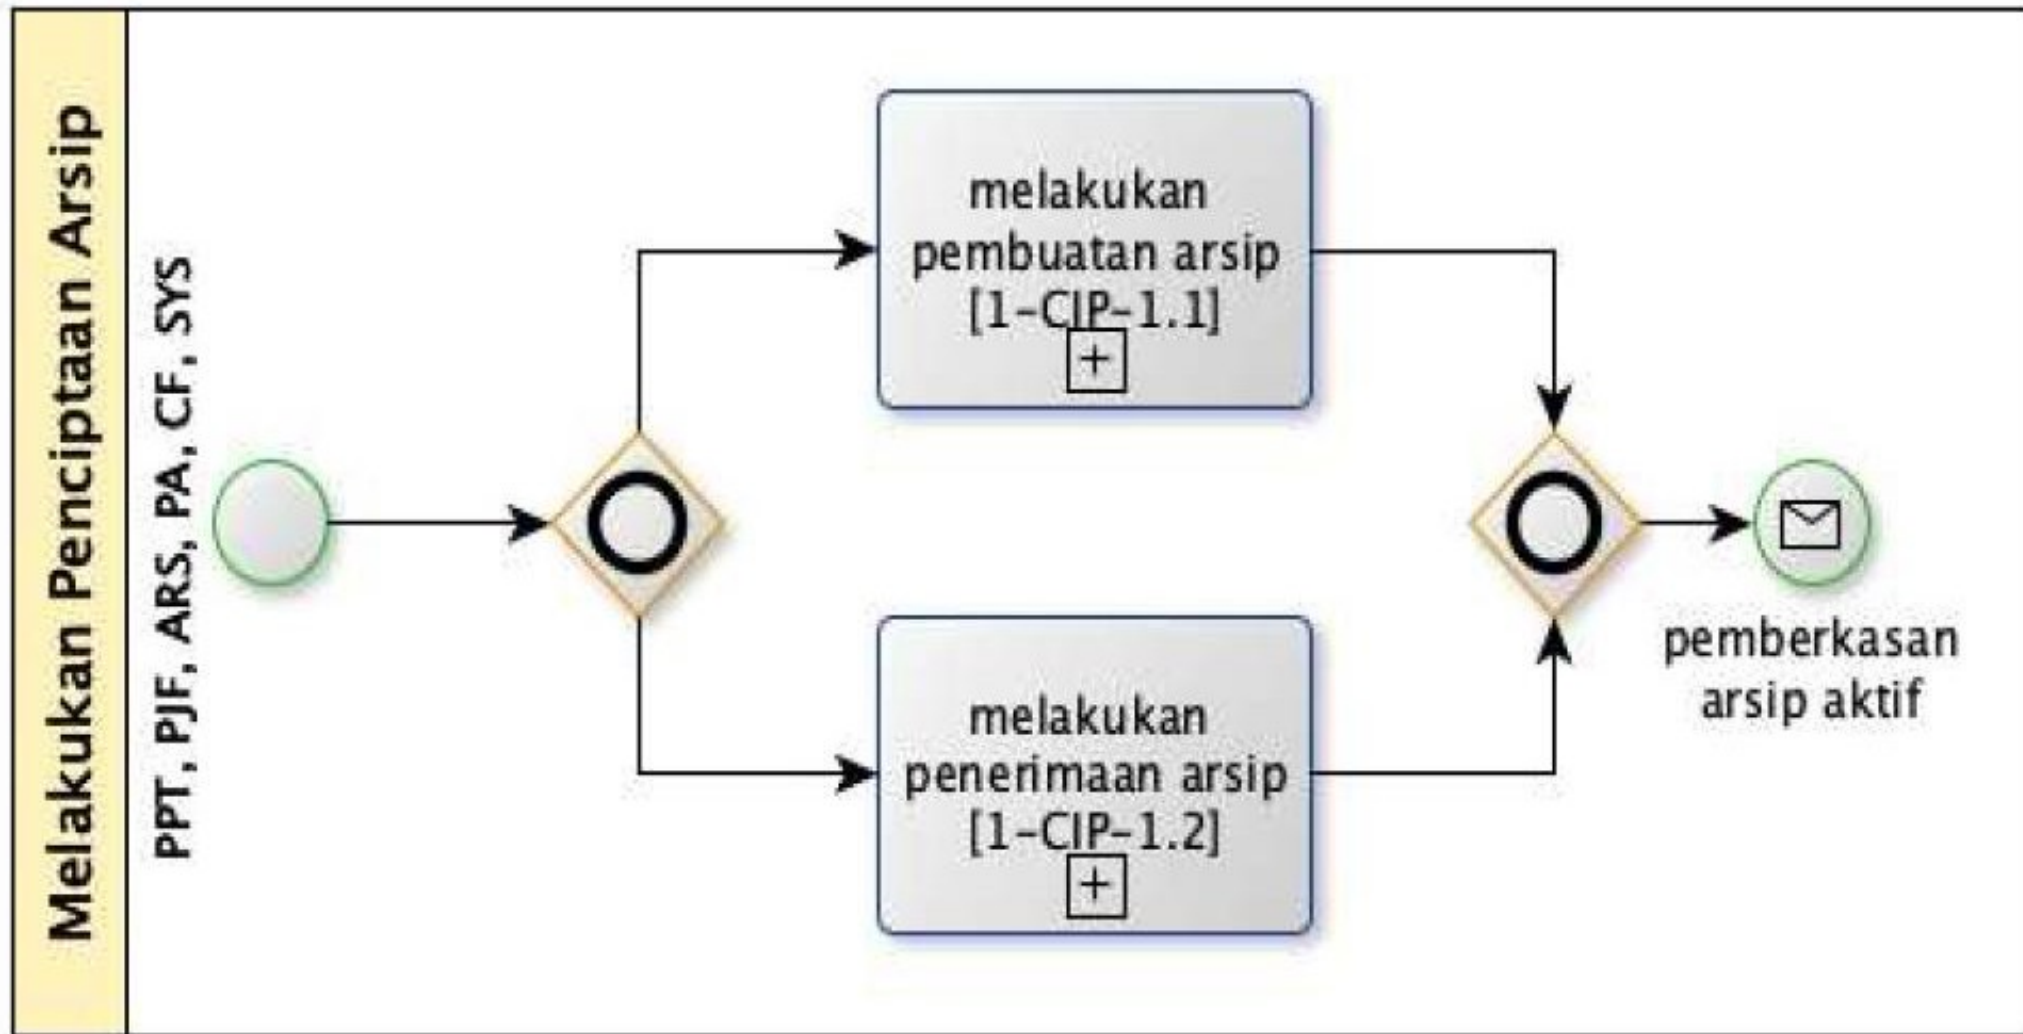 Melakukan Penciptaan Arsip
PPT, PJF, ARS, PA, CF, SYS
melakukan
pembuatan arsip
[1-CIP-1.1]
melakukan
penerimaan arsip
[1-CIP-1.2]
pemberkasan
arsip aktif